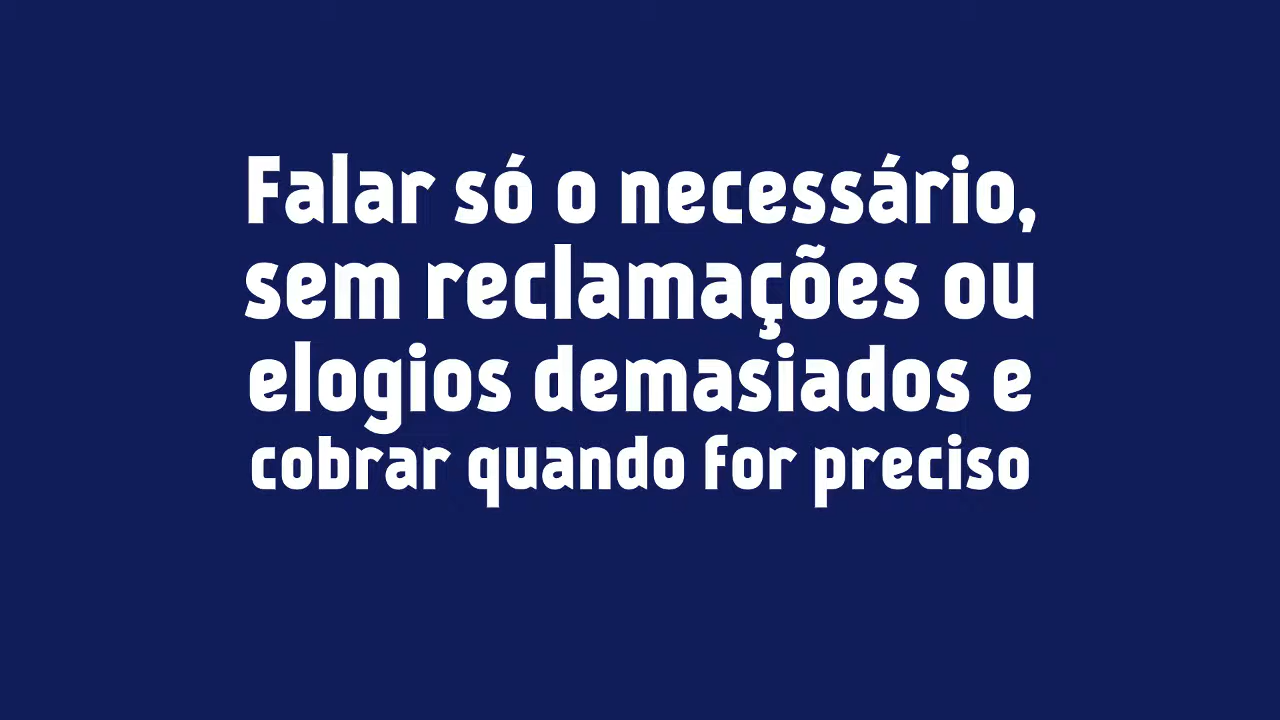 Falar só o necessário,
sem reclamações ou
elogios demasiados e
cobrar quando for preciso